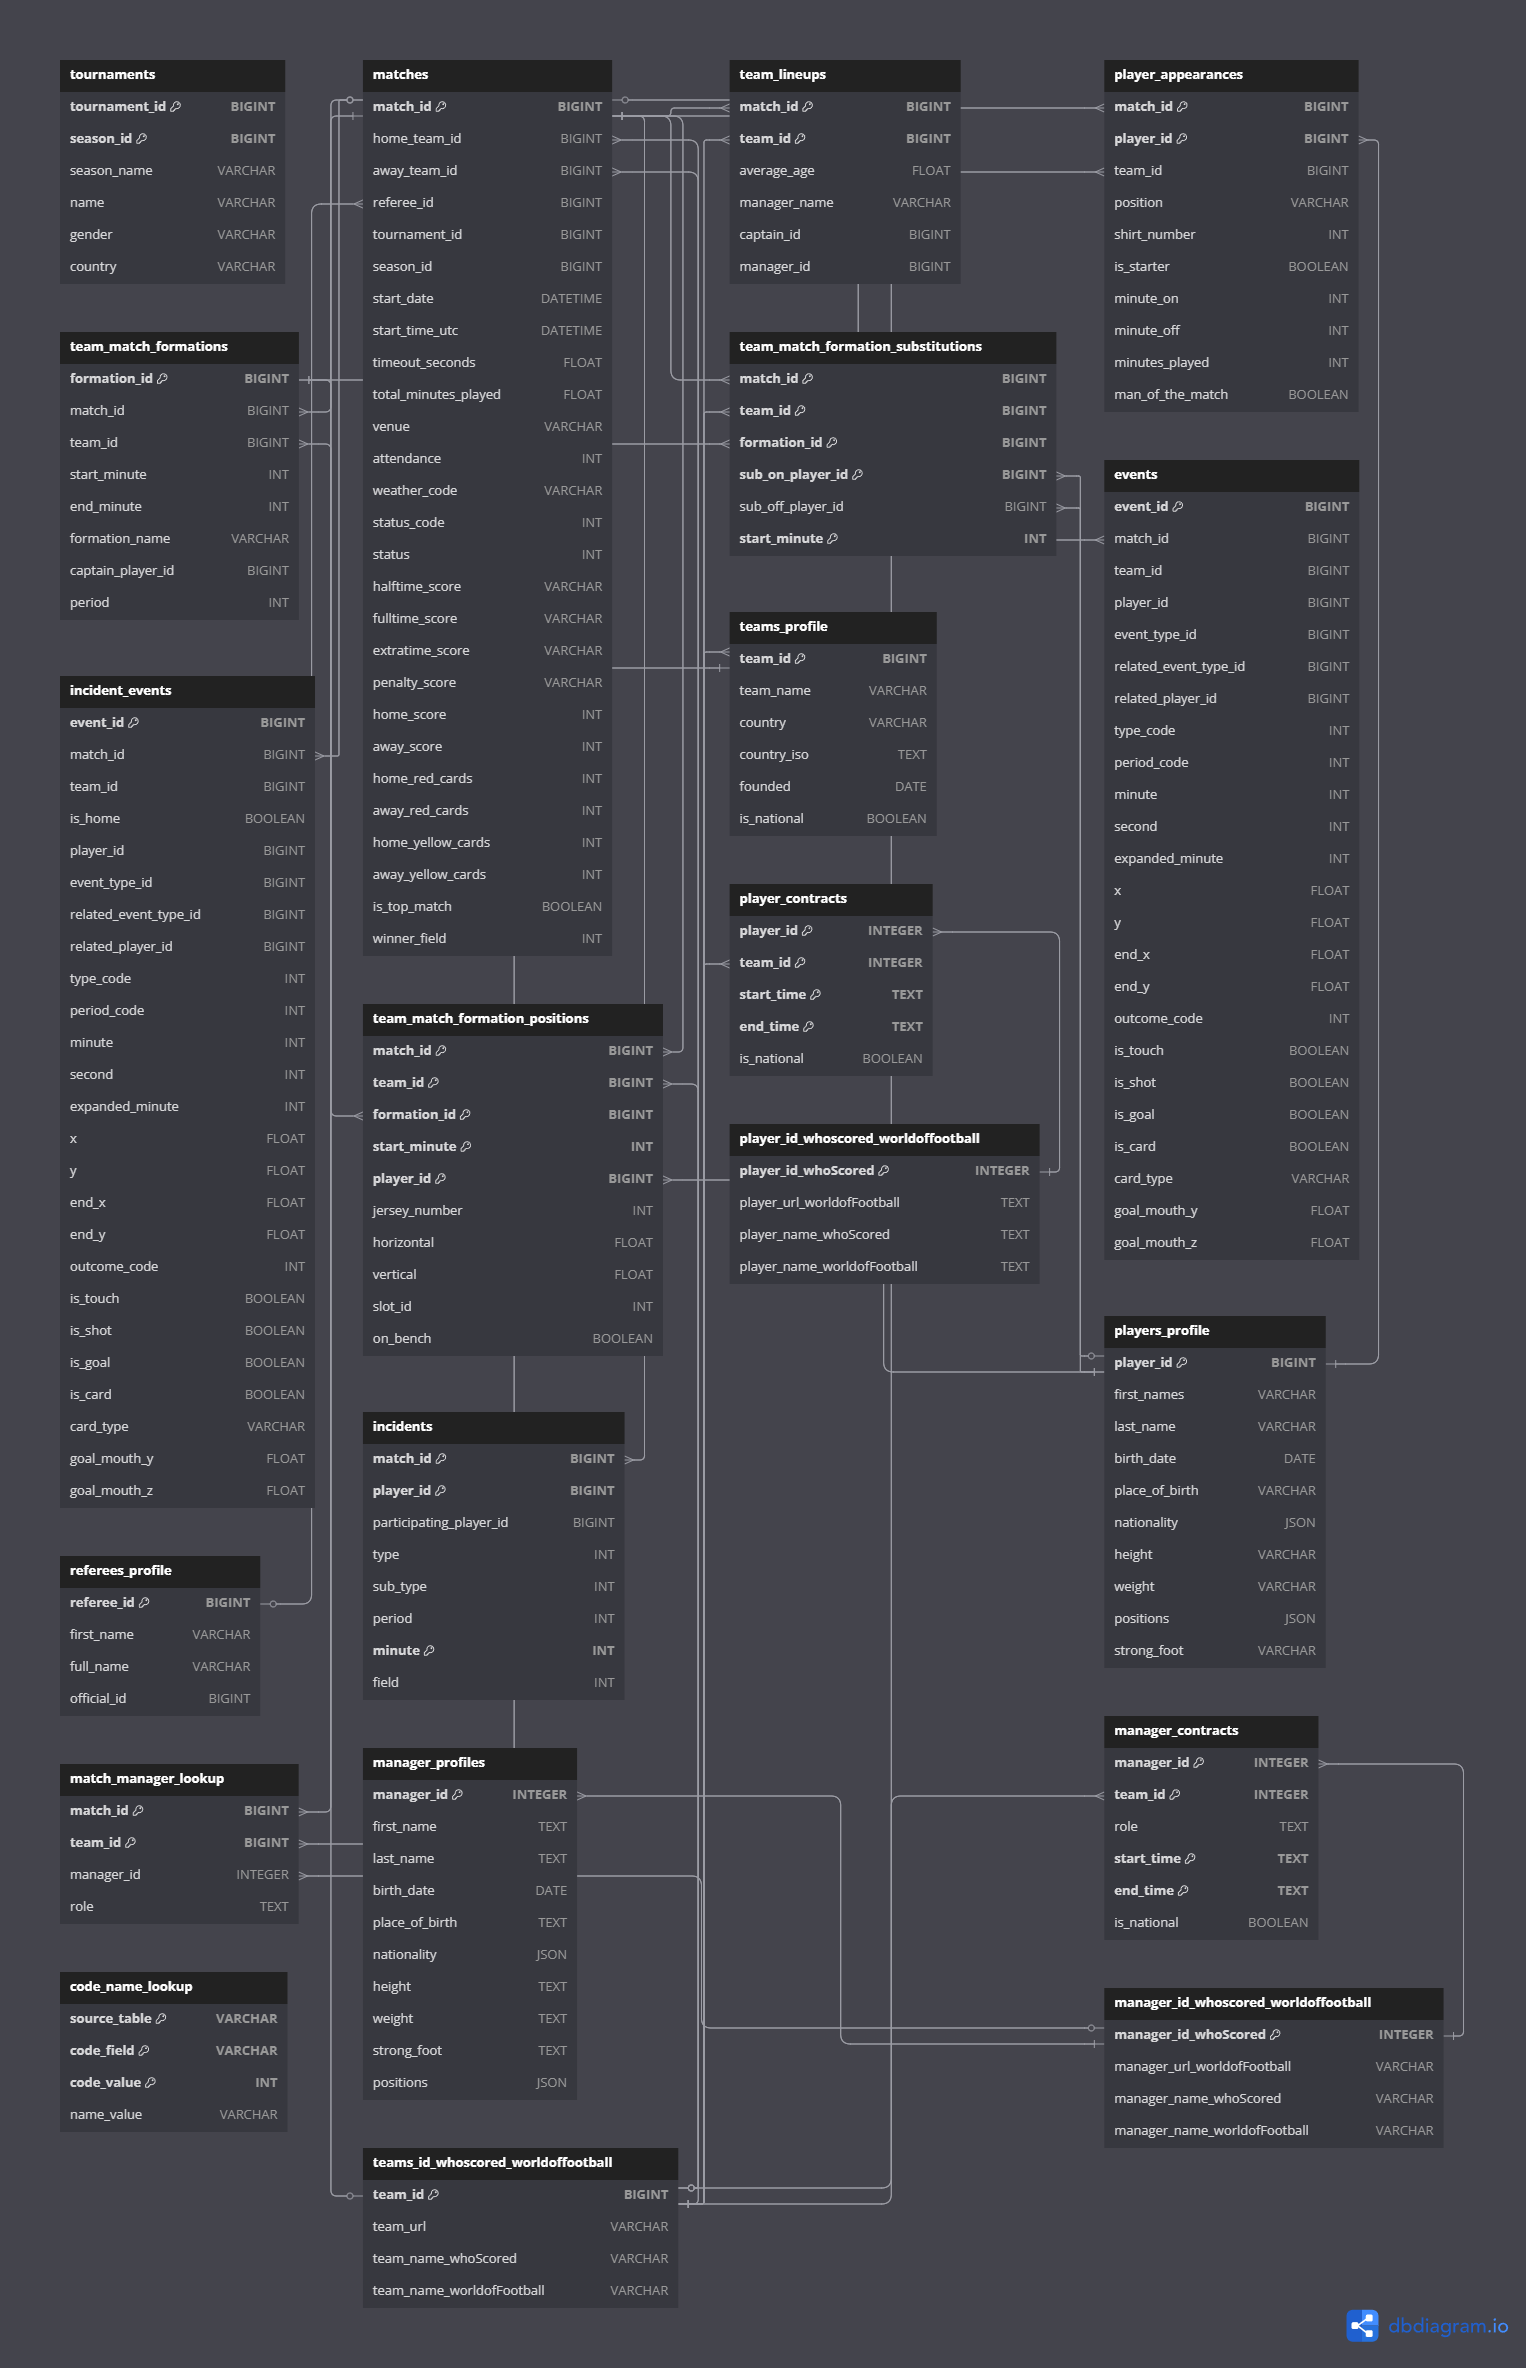 tournaments
tournament_id BIGINT
season_id BIGINT
season_name VARCHAR
name VARCHAR
gender VARCHAR
country VARCHAR
team_match_formations
formation_id BIGINT
match_id BIGINT
team_id BIGINT
start_minute INT
end_minute INT
formation_name VARCHAR
captain_player_id BIGINT
period INT
incident_events
event_id BIGINT
match_id BIGINT
team_id BIGINT
is_home BOOLEAN
player_id BIGINT
event_type_id BIGINT
related_event_type_id BIGINT
related_player_id BIGINT
type_code INT
period_code INT
minute INT
second INT
expanded_minute INT
x FLOAT
y FLOAT
end_x FLOAT
end_y FLOAT
outcome_code INT
is_touch BOOLEAN
is_shot BOOLEAN
is_goal BOOLEAN
is_card BOOLEAN
card_type VARCHAR
goal_mouth_y FLOAT
goal_mouth_z FLOAT
referees_profile
referee_id BIGINT
first_name VARCHAR
full_name VARCHAR
official_id BIGINT
match_manager_lookup
match_id BIGINT
team_id BIGINT
manager_id INTEGER
role TEXT
code_name_lookup
source_table VARCHAR
code_field VARCHAR
code_value INT
name_value VARCHAR
matches
match_id BIGINT
home_team_id BIGINT
away_team_id BIGINT
referee_id BIGINT
tournament_id BIGINT
season_id BIGINT
start_date DATETIME
start_time_utc DATETIME
timeout_seconds FLOAT
total_minutes_played FLOAT
venue VARCHAR
attendance INT
weather_code VARCHAR
status_code INT
status INT
halftime_score VARCHAR
fulltime_score VARCHAR
extratime_score VARCHAR
penalty_score VARCHAR
home_score INT
away_score INT
home_red_cards INT
away_red_cards INT
home_yellow_cards INT
away_yellow_cards INT
is_top_match BOOLEAN
winner_field INT
team_match_formation_positions
match_id BIGINT
team_id BIGINT
formation_id BIGINT
start_minute INT
player_id BIGINT
jersey_number INT
horizontal FLOAT
vertical FLOAT
slot_id INT
on_bench BOOLEAN
incidents
match_id BIGINT
player_id BIGINT
participating_player_id BIGINT
type INT
sub_type INT
period INT
minute INT
field INT
manager_profiles
manager_id INTEGER
first_name TEXT
last_name TEXT
birth_date DATE
place_of_birth TEXT
nationality JSON
height TEXT
weight TEXT
strong_foot TEXT
positions JSON
teams_id_whoscored_worldoffootball
team_id BIGINT
team_url VARCHAR
team_name_whoScored VARCHAR
team_name_worldofFootball VARCHAR
team_lineups
match_id BIGINT
team_id BIGINT
average_age FLOAT
manager_name VARCHAR
captain_id BIGINT
manager_id BIGINT
team_match_formation_substitutions
match_id BIGINT
team_id BIGINT
formation_id BIGINT
sub_on_player_id BIGINT
sub_off_player_id BIGINT
start_minute INT
teams_profile
team_id BIGINT
team_name VARCHAR
country VARCHAR
country_iso TEXT
founded DATE
is_national BOOLEAN
player_contracts
player_id INTEGER
team_id INTEGER
start_time TEXT
end_time TEXT
is_national BOOLEAN
player_id_whoscored_worldoffootball
player_id_whoScored INTEGER
player_url_worldofFootball TEXT
player_name_whoScored TEXT
player_name_worldofFootball TEXT
player_appearances
match_id BIGINT
player_id BIGINT
team_id BIGINT
position VARCHAR
shirt_number INT
is_starter BOOLEAN
minute_on INT
minute_off INT
minutes_played INT
man_of_the_match BOOLEAN
events
event_id BIGINT
match_id BIGINT
team_id BIGINT
player_id BIGINT
event_type_id BIGINT
related_event_type_id BIGINT
related_player_id BIGINT
type_code INT
period_code INT
minute INT
second INT
expanded_minute INT
x FLOAT
y FLOAT
end_x FLOAT
end_y FLOAT
outcome_code INT
is_touch BOOLEAN
is_shot BOOLEAN
is_goal BOOLEAN
is_card BOOLEAN
card_type VARCHAR
goal_mouth_y FLOAT
goal_mouth_z FLOAT
players_profile
player_id BIGINT
first_names VARCHAR
last_name VARCHAR
birth_date DATE
place_of_birth VARCHAR
nationality JSON
height VARCHAR
weight VARCHAR
positions JSON
strong_foot VARCHAR
manager_contracts
manager_id INTEGER
team_id INTEGER
role TEXT
start_time TEXT
end_time TEXT
is_national BOOLEAN
manager_id_whoscored_worldoffootball
manager_id_whoScored INTEGER
manager_url_worldofFootball VARCHAR
manager_name_whoScored VARCHAR
manager_name_worldofFootball VARCHAR
dbdiagram.io